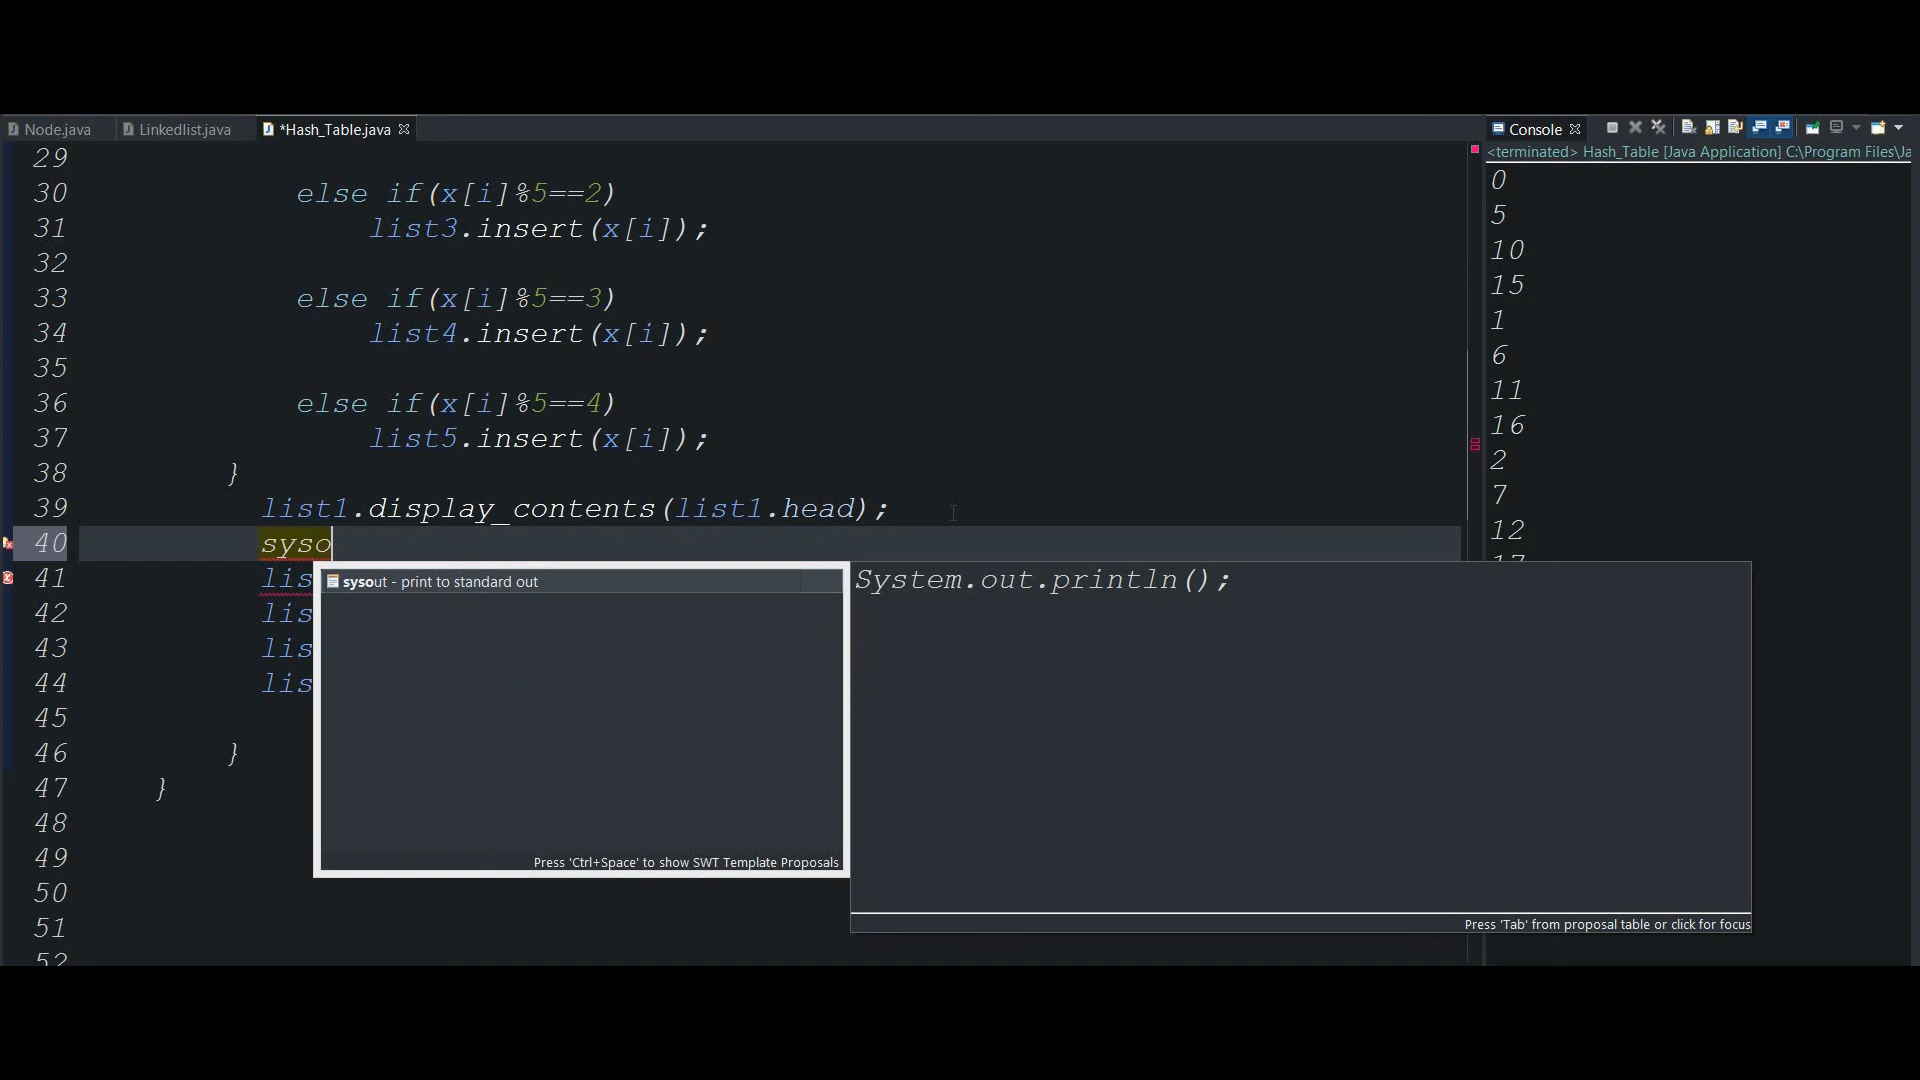 Node.java Linkedlist.java *Hash_Table.java
Console
<terminated> Hash_Table [Java Application] C:\Program Files\Ja
29
30 else if(x[i]%5==2)
31 list3.insert(x[i]);
32
33 else if(x[i]%5==3)
34 list4.insert(x[i]);
35
36 else if(x[i]%5==4)
37 list5.insert(x[i]);
38 }
39 list1.display_contents(list1.head);
40 syso
41 lis
42 lis
43 lis
44 lis
45
46 }
47 }
48
49
50
51
52
sysout - print to standard out
Press 'Ctrl+Space' to show SWT Template Proposals
System.out.println();
Press 'Tab' from proposal table or click for focus
0
5
10
15
1
6
11
16
2
7
12
17